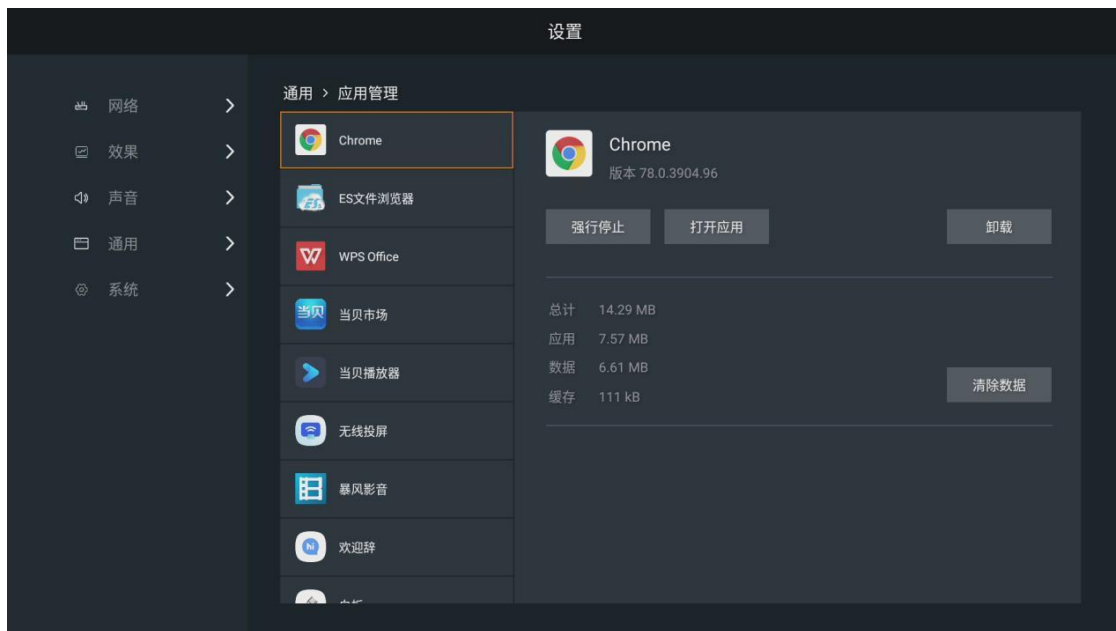 设置
网络
效果
声音
通用
系统
通用 > 应用管理
Chrome
ES文件浏览器
WPS Office
当贝市场
当贝播放器
无线投屏
暴风影音
欢迎辞
Chrome
版本 78.0.3904.96
强行停止 打开应用 卸载
总计 14.29 MB
应用 7.57 MB
数据 6.61 MB
缓存 111 kB
清除数据